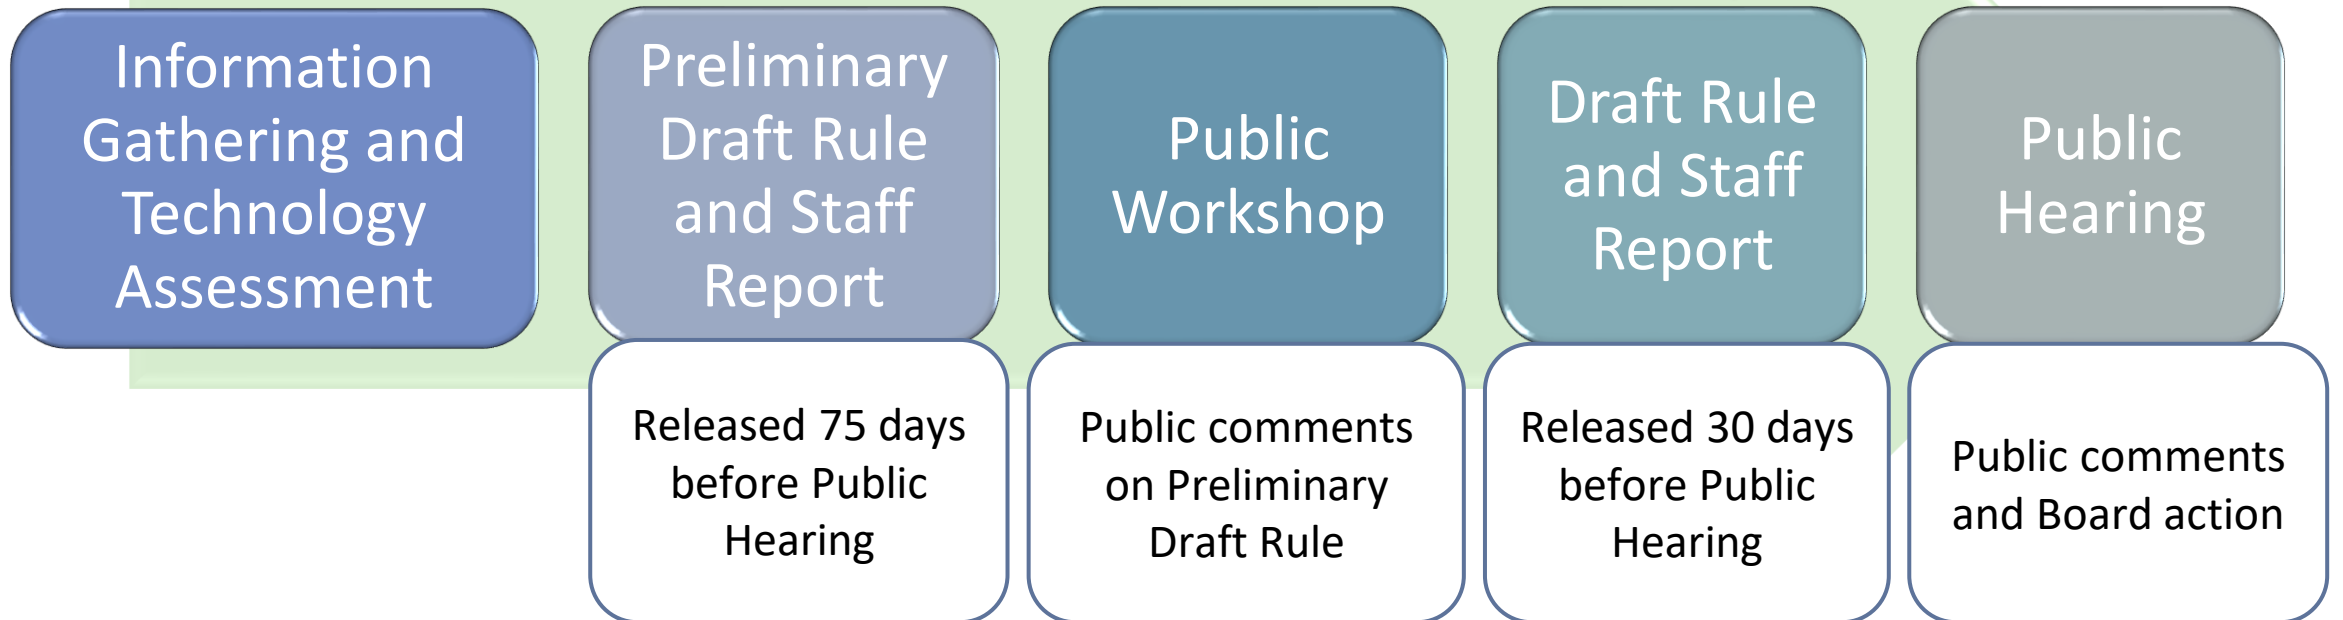 Information
Gathering and
Technology
Assessment
Preliminary
Draft Rule
and Staff
Report
Released 75 days
before Public
Hearing
Public
Workshop
Public comments
on Preliminary
Draft Rule
Draft Rule
and Staff
Report
Released 30 days
before Public
Hearing
Public
Hearing
Public comments
and Board action